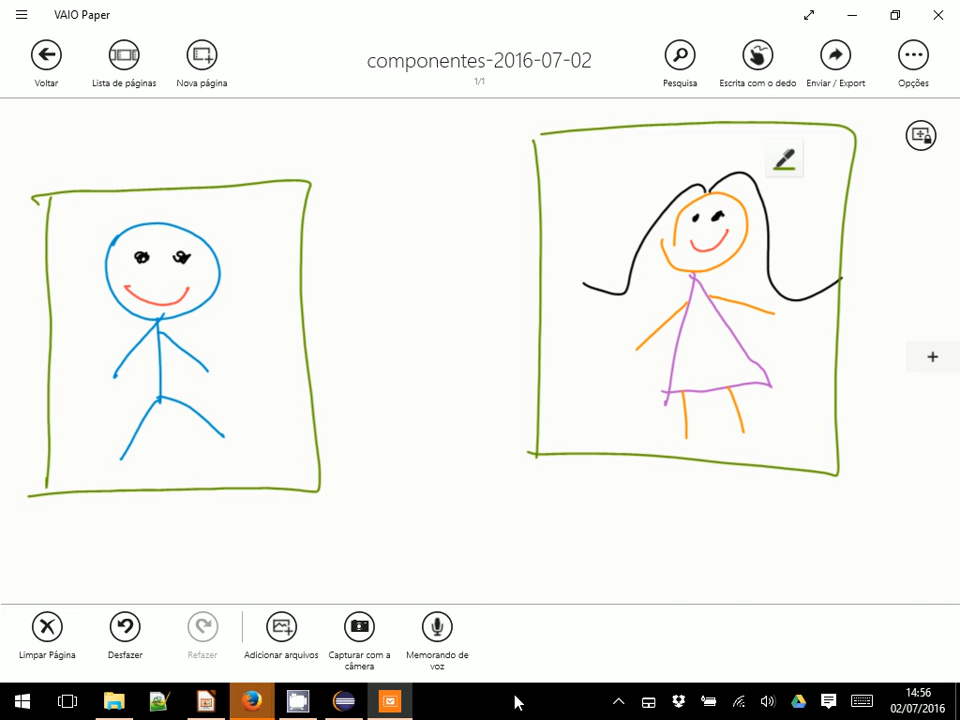 VAIO Paper
Voltar
Lista de páginas
Nova página
componentes-2016-07-02
1/1
Pesquisa
Escrita com o dedo
Enviar / Export
Opções
Limpar Página
Desfazer
Refazer
Adicionar arquivos
Capturar com a
câmera
Memorando de
voz
14:56
02/07/2016